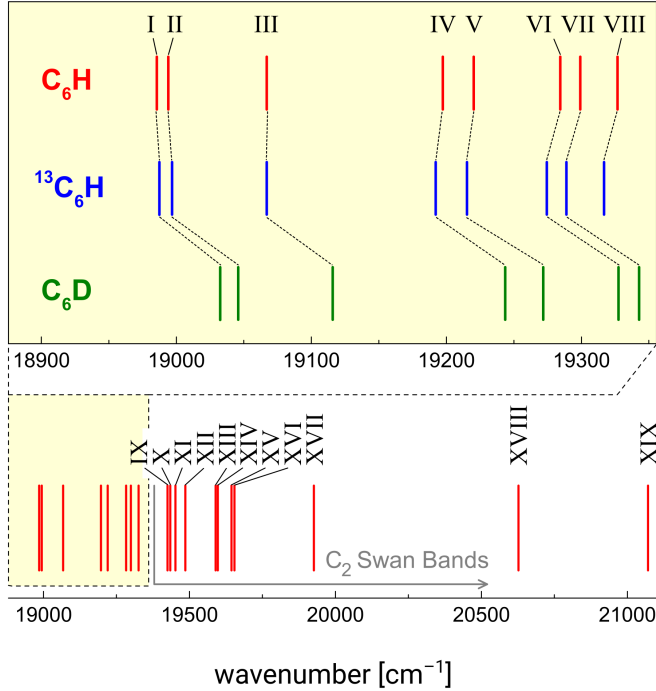 I II III IV V VI VII VIII
C₆H
¹³C₆H
C₆D
18900 19000 19100 19200 19300
IX X XI XII XIII XIV XV XVI XVII XVIII XIX
C₂ Swan Bands
19000 19500 20000 20500 21000
wavenumber [cm⁻¹]